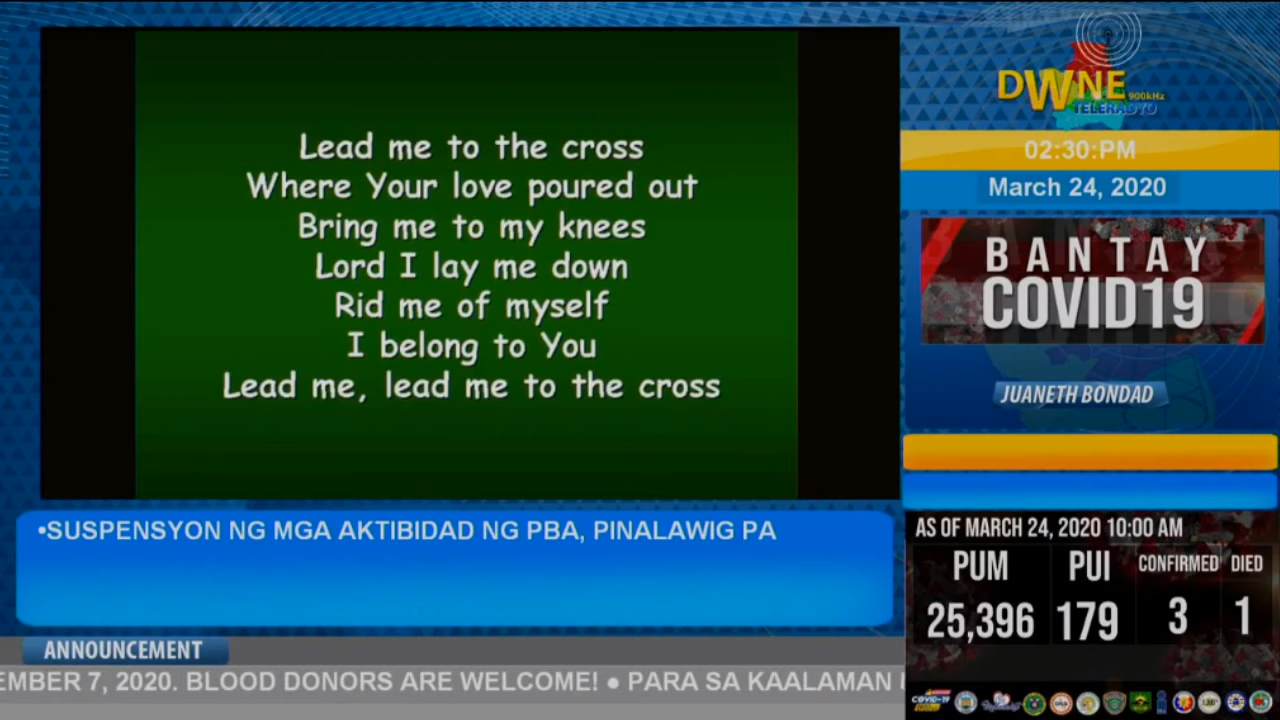 Lead me to the cross
Where Your love poured out
Bring me to my knees
Lord I lay me down
Rid me of myself
I belong to You
Lead me, lead me to the cross
DWNE
900kHz
TELERADYO
02:30:PM
March 24, 2020
BANTAY
COVID19
JUANETH BONDAD
•SUSPENSYON NG MGA AKTIBIDAD NG PBA, PINALAWIG PA
AS OF MARCH 24, 2020 10:00 AM
PUM PUI CONFIRMED DIED
25,396 179 3 1
ANNOUNCEMENT
EMBER 7, 2020. BLOOD DONORS ARE WELCOME! ● PARA SA KAALAMAN
COVID-19